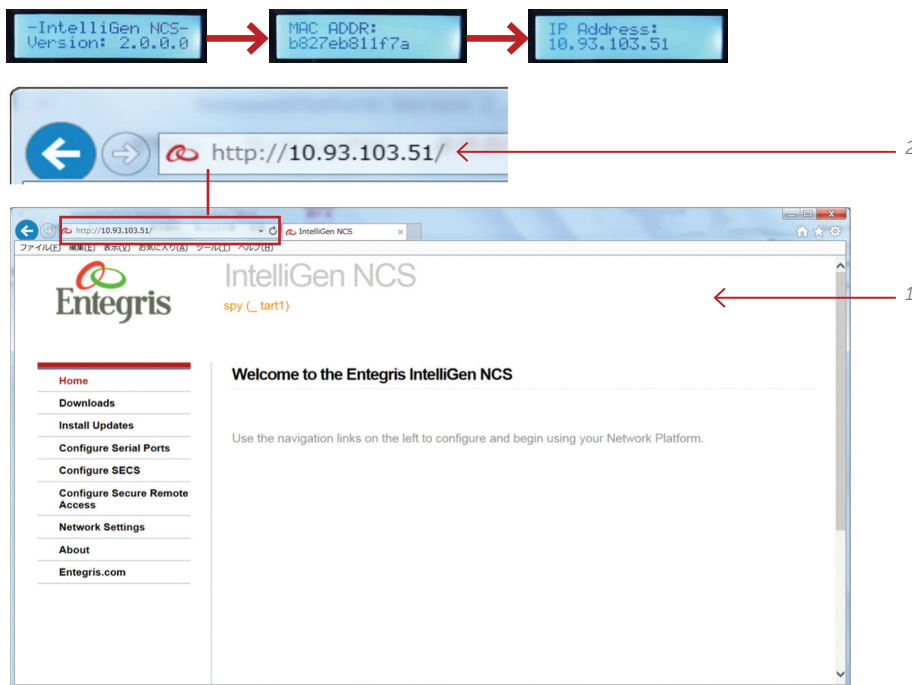 -IntelliGen NCS-
Version: 2.0.0.0
MAC ADDR:
b827eb811f7a
IP Address:
10.93.103.51
http://10.93.103.51/
2
http://10.93.103.51/
IntelliGen NCS
ファイル(F) 編集(E) 表示(V) お気に入り(A) ツール(T) ヘルプ(H)
Entegris
IntelliGen NCS
spy (_ tart1)
1
Home
Downloads
Install Updates
Configure Serial Ports
Configure SECS
Configure Secure Remote
Access
Network Settings
About
Entegris.com
Welcome to the Entegris IntelliGen NCS
Use the navigation links on the left to configure and begin using your Network Platform.